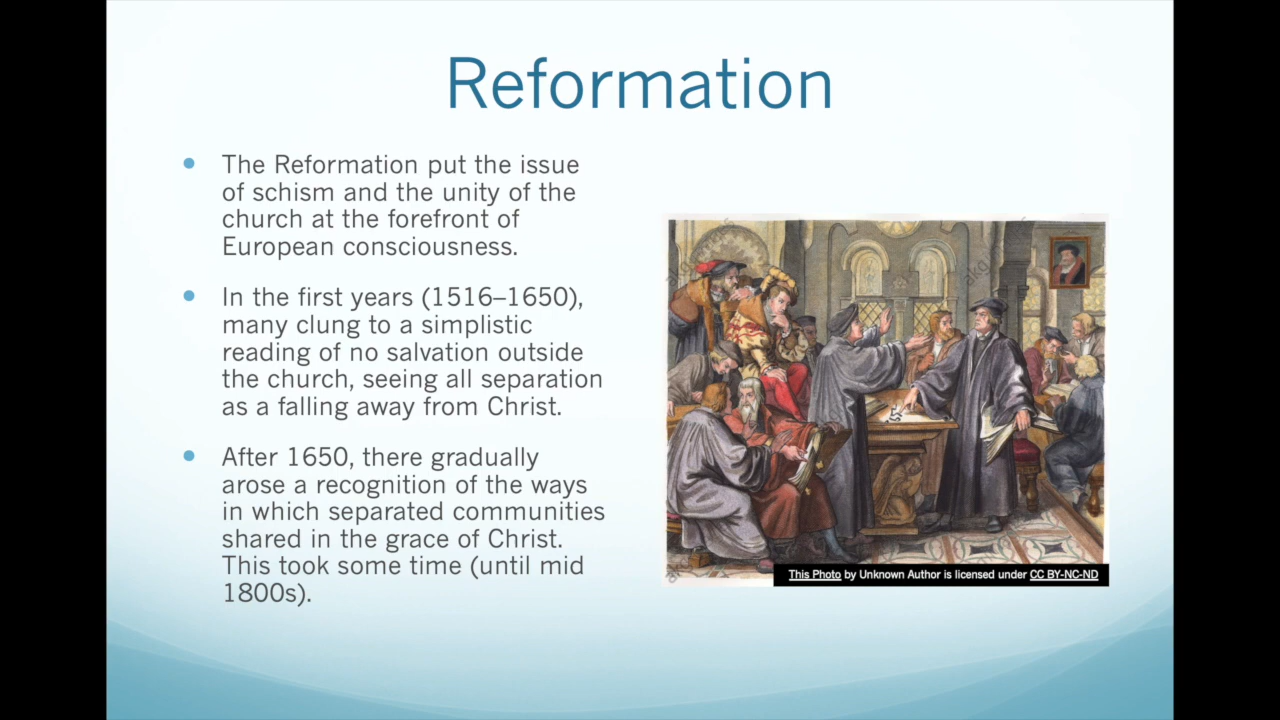 Reformation
The Reformation put the issue
of schism and the unity of the
church at the forefront of
European consciousness.
In the first years (1516–1650),
many clung to a simplistic
reading of no salvation outside
the church, seeing all separation
as a falling away from Christ.
After 1650, there gradually
arose a recognition of the ways
in which separated communities
shared in the grace of Christ.
This took some time (until mid
1800s).
This Photo by Unknown Author is licensed under CC BY-NC-ND